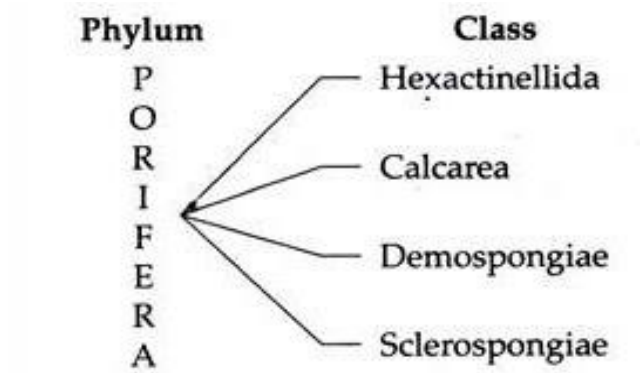 Phylum
Class
P
O
R
I
F
E
R
A
Hexactinellida
Calcarea
Demospongiae
Sclerospongiae